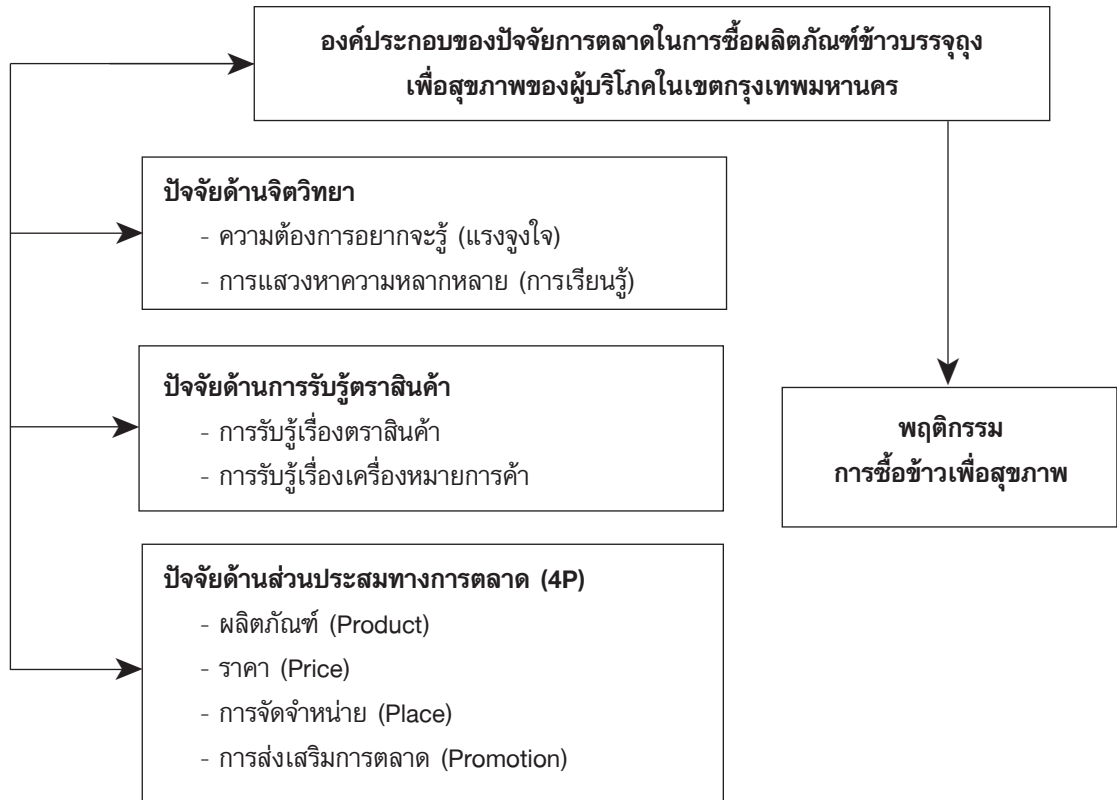 องค์ประกอบของปัจจัยการตลาดในการซื้อผลิตภัณฑ์ข้าวบรรจุถุง
เพื่อสุขภาพของผู้บริโภคในเขตกรุงเทพมหานคร
ปัจจัยด้านจิตวิทยา
- ความต้องการอยากจะรู้ (แรงจูงใจ)
- การแสวงหาความหลากหลาย (การเรียนรู้)
ปัจจัยด้านการรับรู้ตราสินค้า
- การรับรู้เรื่องตราสินค้า
- การรับรู้เรื่องเครื่องหมายการค้า
พฤติกรรม
การซื้อข้าวเพื่อสุขภาพ
ปัจจัยด้านส่วนประสมทางการตลาด (4P)
- ผลิตภัณฑ์ (Product)
- ราคา (Price)
- การจัดจำหน่าย (Place)
- การส่งเสริมการตลาด (Promotion)